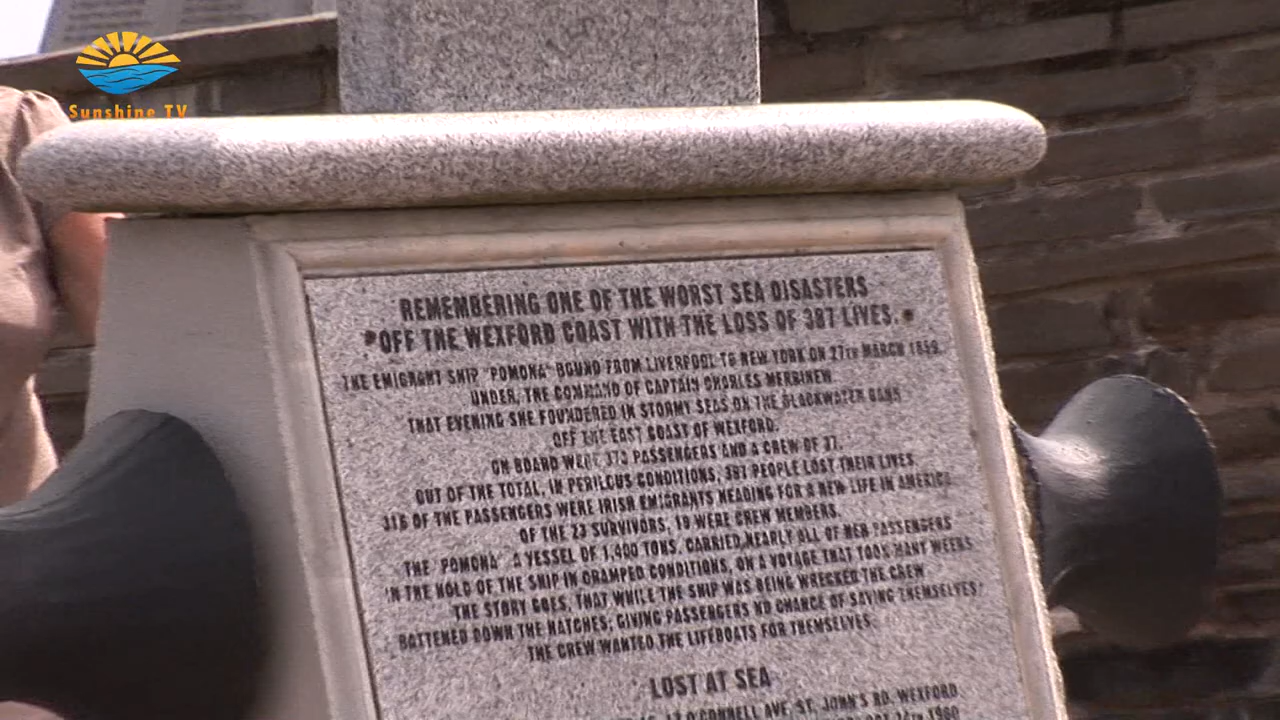 Sunshine TV
REMEMBERING ONE OF THE WORST SEA DISASTERS
OFF THE WEXFORD COAST WITH THE LOSS OF 387 LIVES.
THE EMIGRANT SHIP "POMONA" BOUND FROM LIVERPOOL TO NEW YORK ON 27TH MARCH 1859.
UNDER, THE COMMAND OF CAPTAIN CHARLES
THAT EVENING SHE FOUNDERED IN STORMY SEAS ON THE BLACKWATER BANK
OFF THE EAST COAST OF WEXFORD.
ON BOARD WERE 373 PASSENGERS AND A CREW OF 37.
OUT OF THE TOTAL, IN PERILOUS CONDITIONS, 387 PEOPLE LOST THEIR LIVES
316 OF THE PASSENGERS WERE IRISH EMIGRANTS HEADING FOR A NEW LIFE IN AMERICA
OF THE 23 SURVIVORS, 19 WERE CREW MEMBERS.
THE "POMONA" A VESSEL OF 1,400 TONS, CARRIED NEARLY ALL OF HER PASSENGERS
IN THE HOLD OF THE SHIP IN CRAMPED CONDITIONS, ON A VOYAGE THAT TOOK MANY WEEKS
THE STORY GOES, THAT WHILE THE SHIP WAS BEING WRECKED THE CREW
BATTENED DOWN THE HATCHES, GIVING PASSENGERS NO CHANCE OF SAVING THEMSELVES
THE CREW WANTED THE LIFEBOATS FOR THEMSELVES.
LOST AT SEA
O'CONNELL AVE, ST. JOHN'S RD, WEXFORD
1960